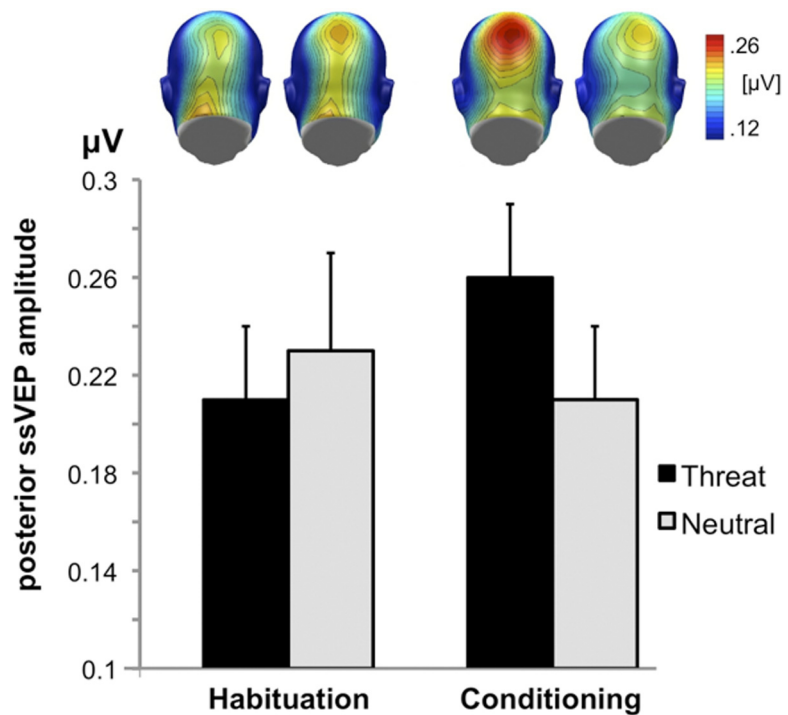 .26
[µV]
.12
µV
0.3
0.26
0.22
0.18
0.14
0.1
posterior ssVEP amplitude
Threat
Neutral
Habituation
Conditioning